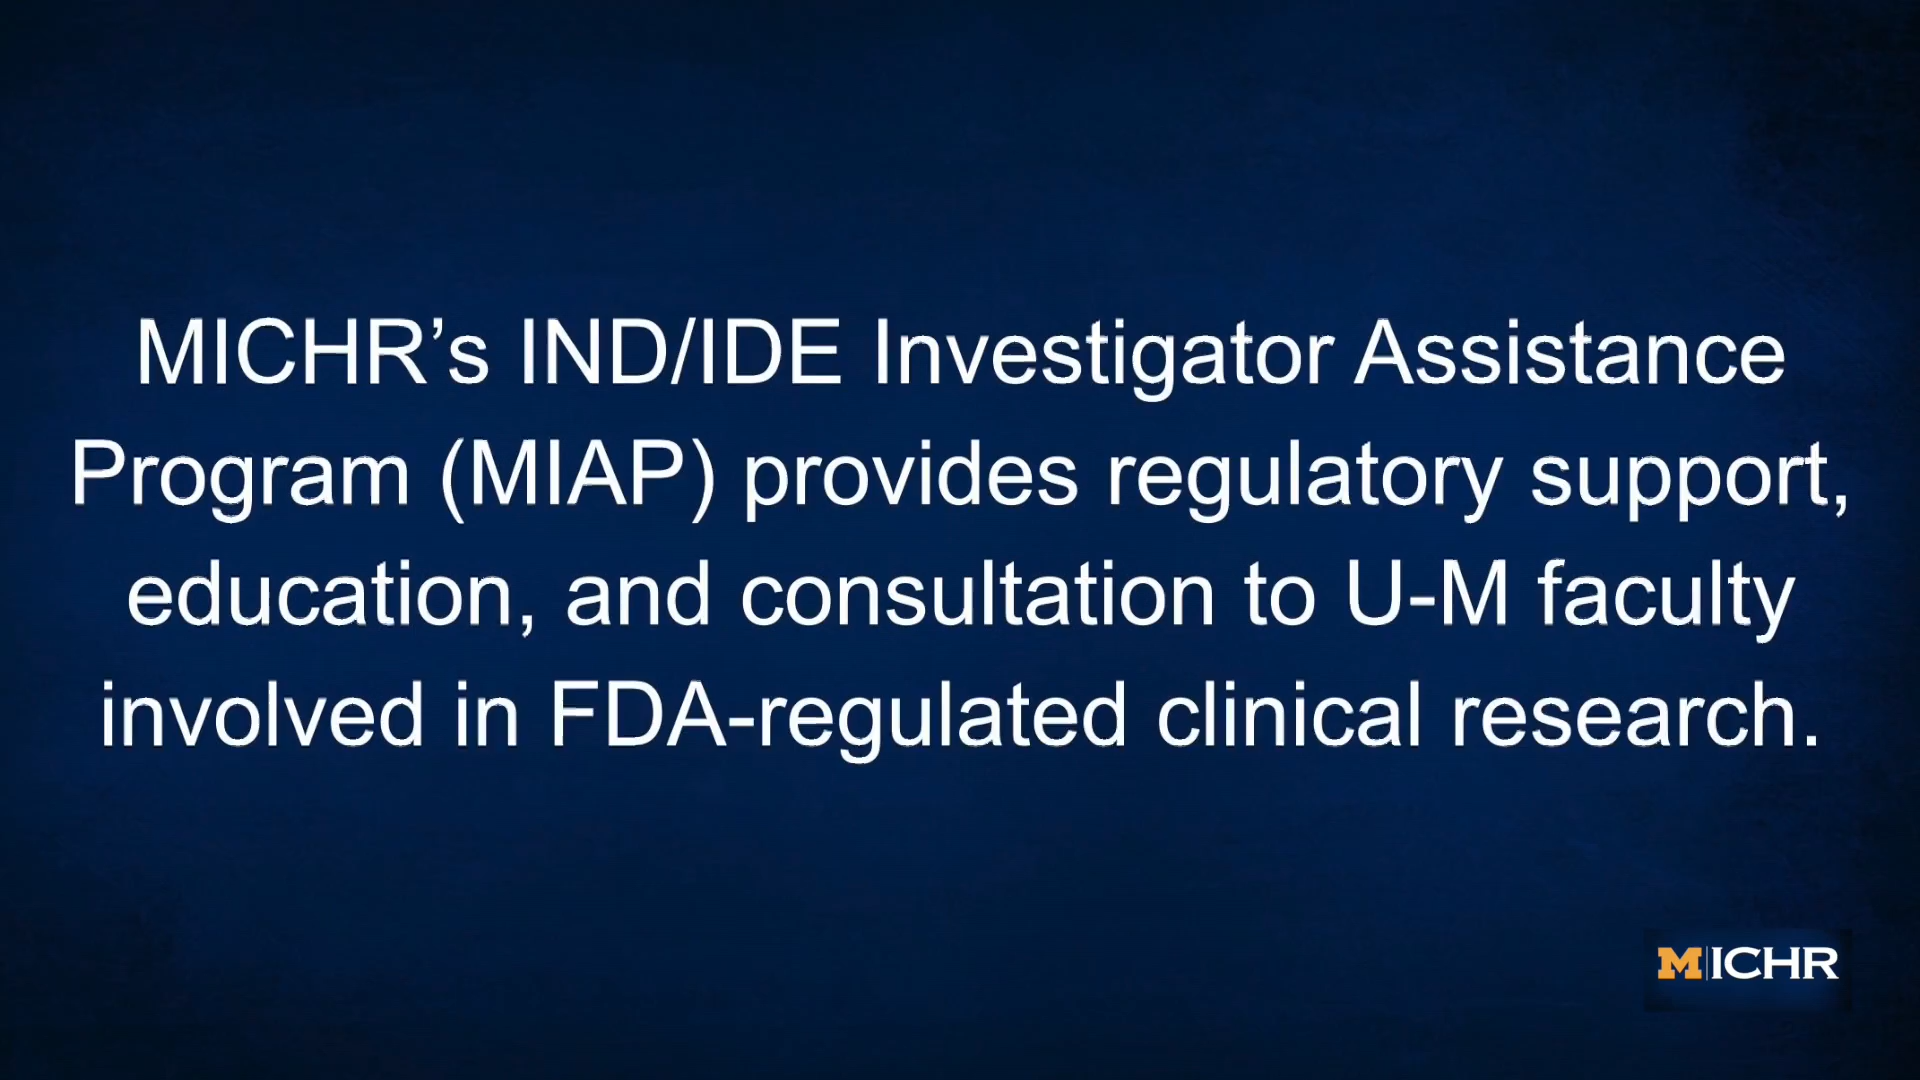 MICHR’s IND/IDE Investigator Assistance
Program (MIAP) provides regulatory support,
education, and consultation to U-M faculty
involved in FDA-regulated clinical research.
M|ICHR